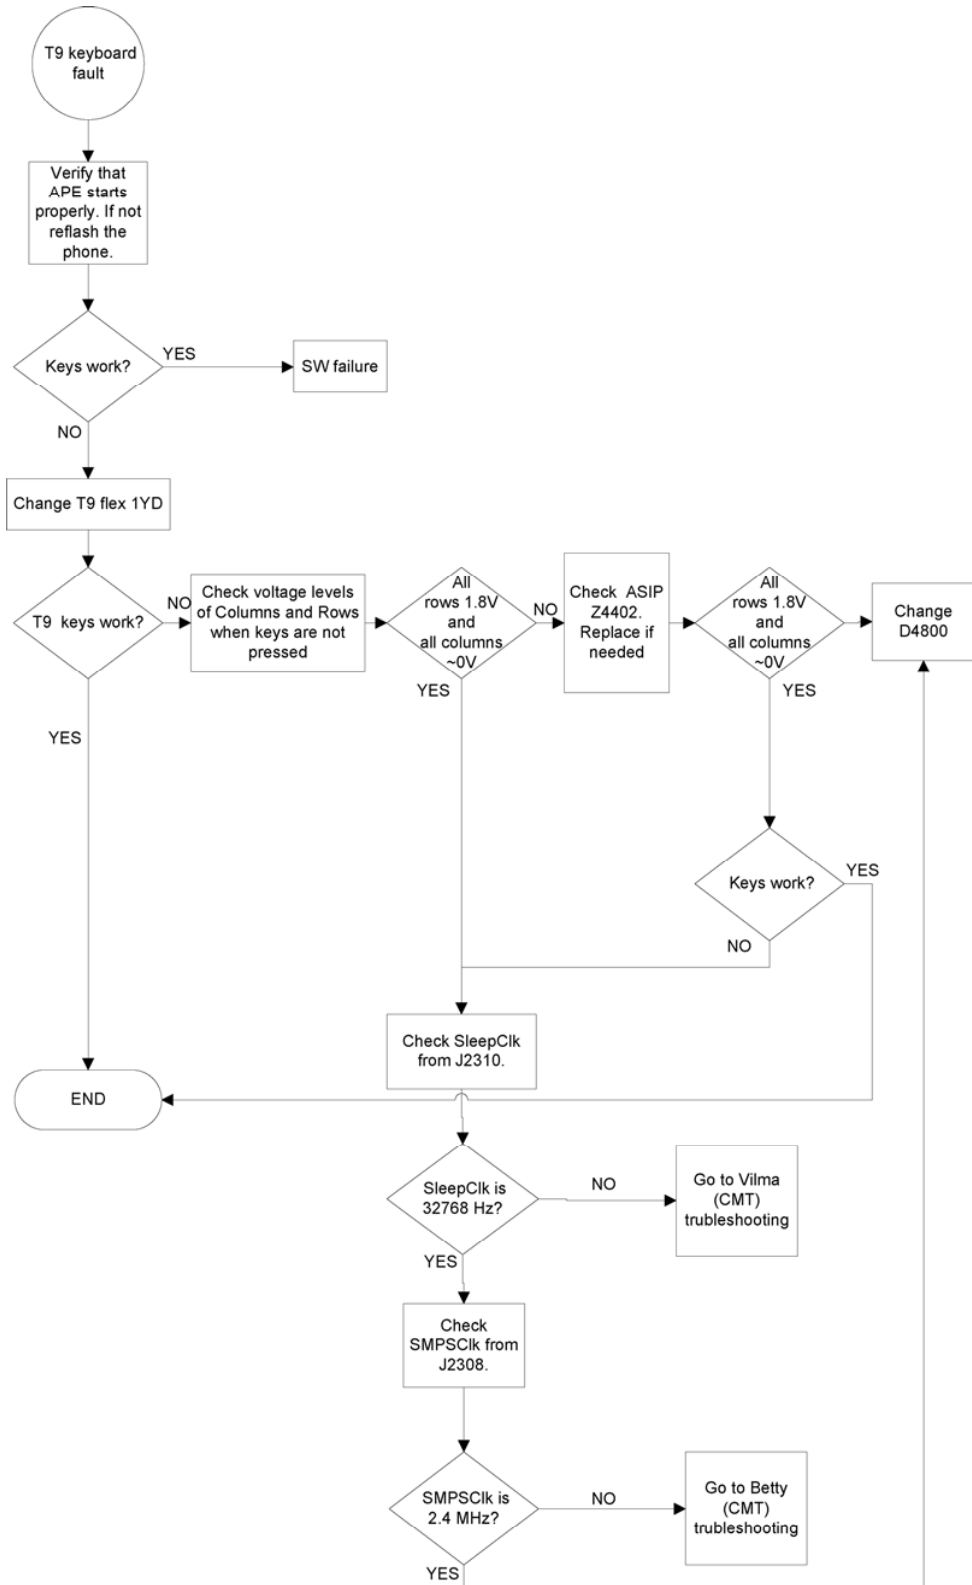 T9 keyboard
fault
Verify that
APE starts
properly. If not
reflash the
phone.
Keys work?
YES
SW failure
NO
Change T9 flex 1YD
T9 keys work?
NO
Check voltage levels
of Columns and Rows
when keys are not
pressed
All
rows 1.8V
and
all columns
~0V
NO
Check ASIP
Z4402.
Replace if
needed
All
rows 1.8V
and
all columns
~0V
Change
D4800
YES
YES
YES
Keys work?
YES
NO
Check SleepClk
from J2310.
END
SleepClk is
32768 Hz?
NO
Go to Vilma
(CMT)
trubleshooting
YES
Check
SMPSClk from
J2308.
SMPSClk is
2.4 MHz?
NO
Go to Betty
(CMT)
trubleshooting
YES